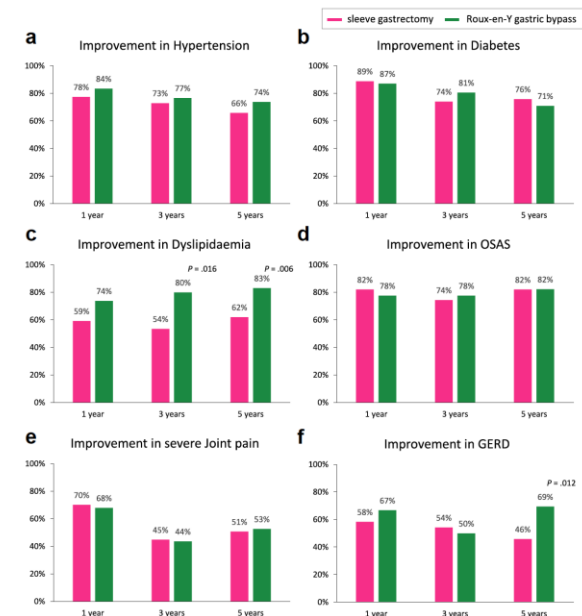 sleeve gastrectomy Roux-en-Y gastric bypass
a
Improvement in Hypertension
100%
80%
60%
40%
20%
0%
78% 84%
73% 77%
66% 74%
1 year 3 years 5 years
b
Improvement in Diabetes
100%
80%
60%
40%
20%
0%
89% 87%
74% 81%
76% 71%
1 year 3 years 5 years
c
Improvement in Dyslipidaemia
100%
80%
60%
40%
20%
0%
59% 74%
54% 80%
62% 83%
P = .016
P = .006
1 year 3 years 5 years
d
Improvement in OSAS
100%
80%
60%
40%
20%
0%
82% 78%
74% 78%
82% 82%
1 year 3 years 5 years
e
Improvement in severe Joint pain
100%
80%
60%
40%
20%
0%
70% 68%
45% 44%
51% 53%
1 year 3 years 5 years
f
Improvement in GERD
100%
80%
60%
40%
20%
0%
58% 67%
54% 50%
46% 69%
P = .012
1 year 3 years 5 years